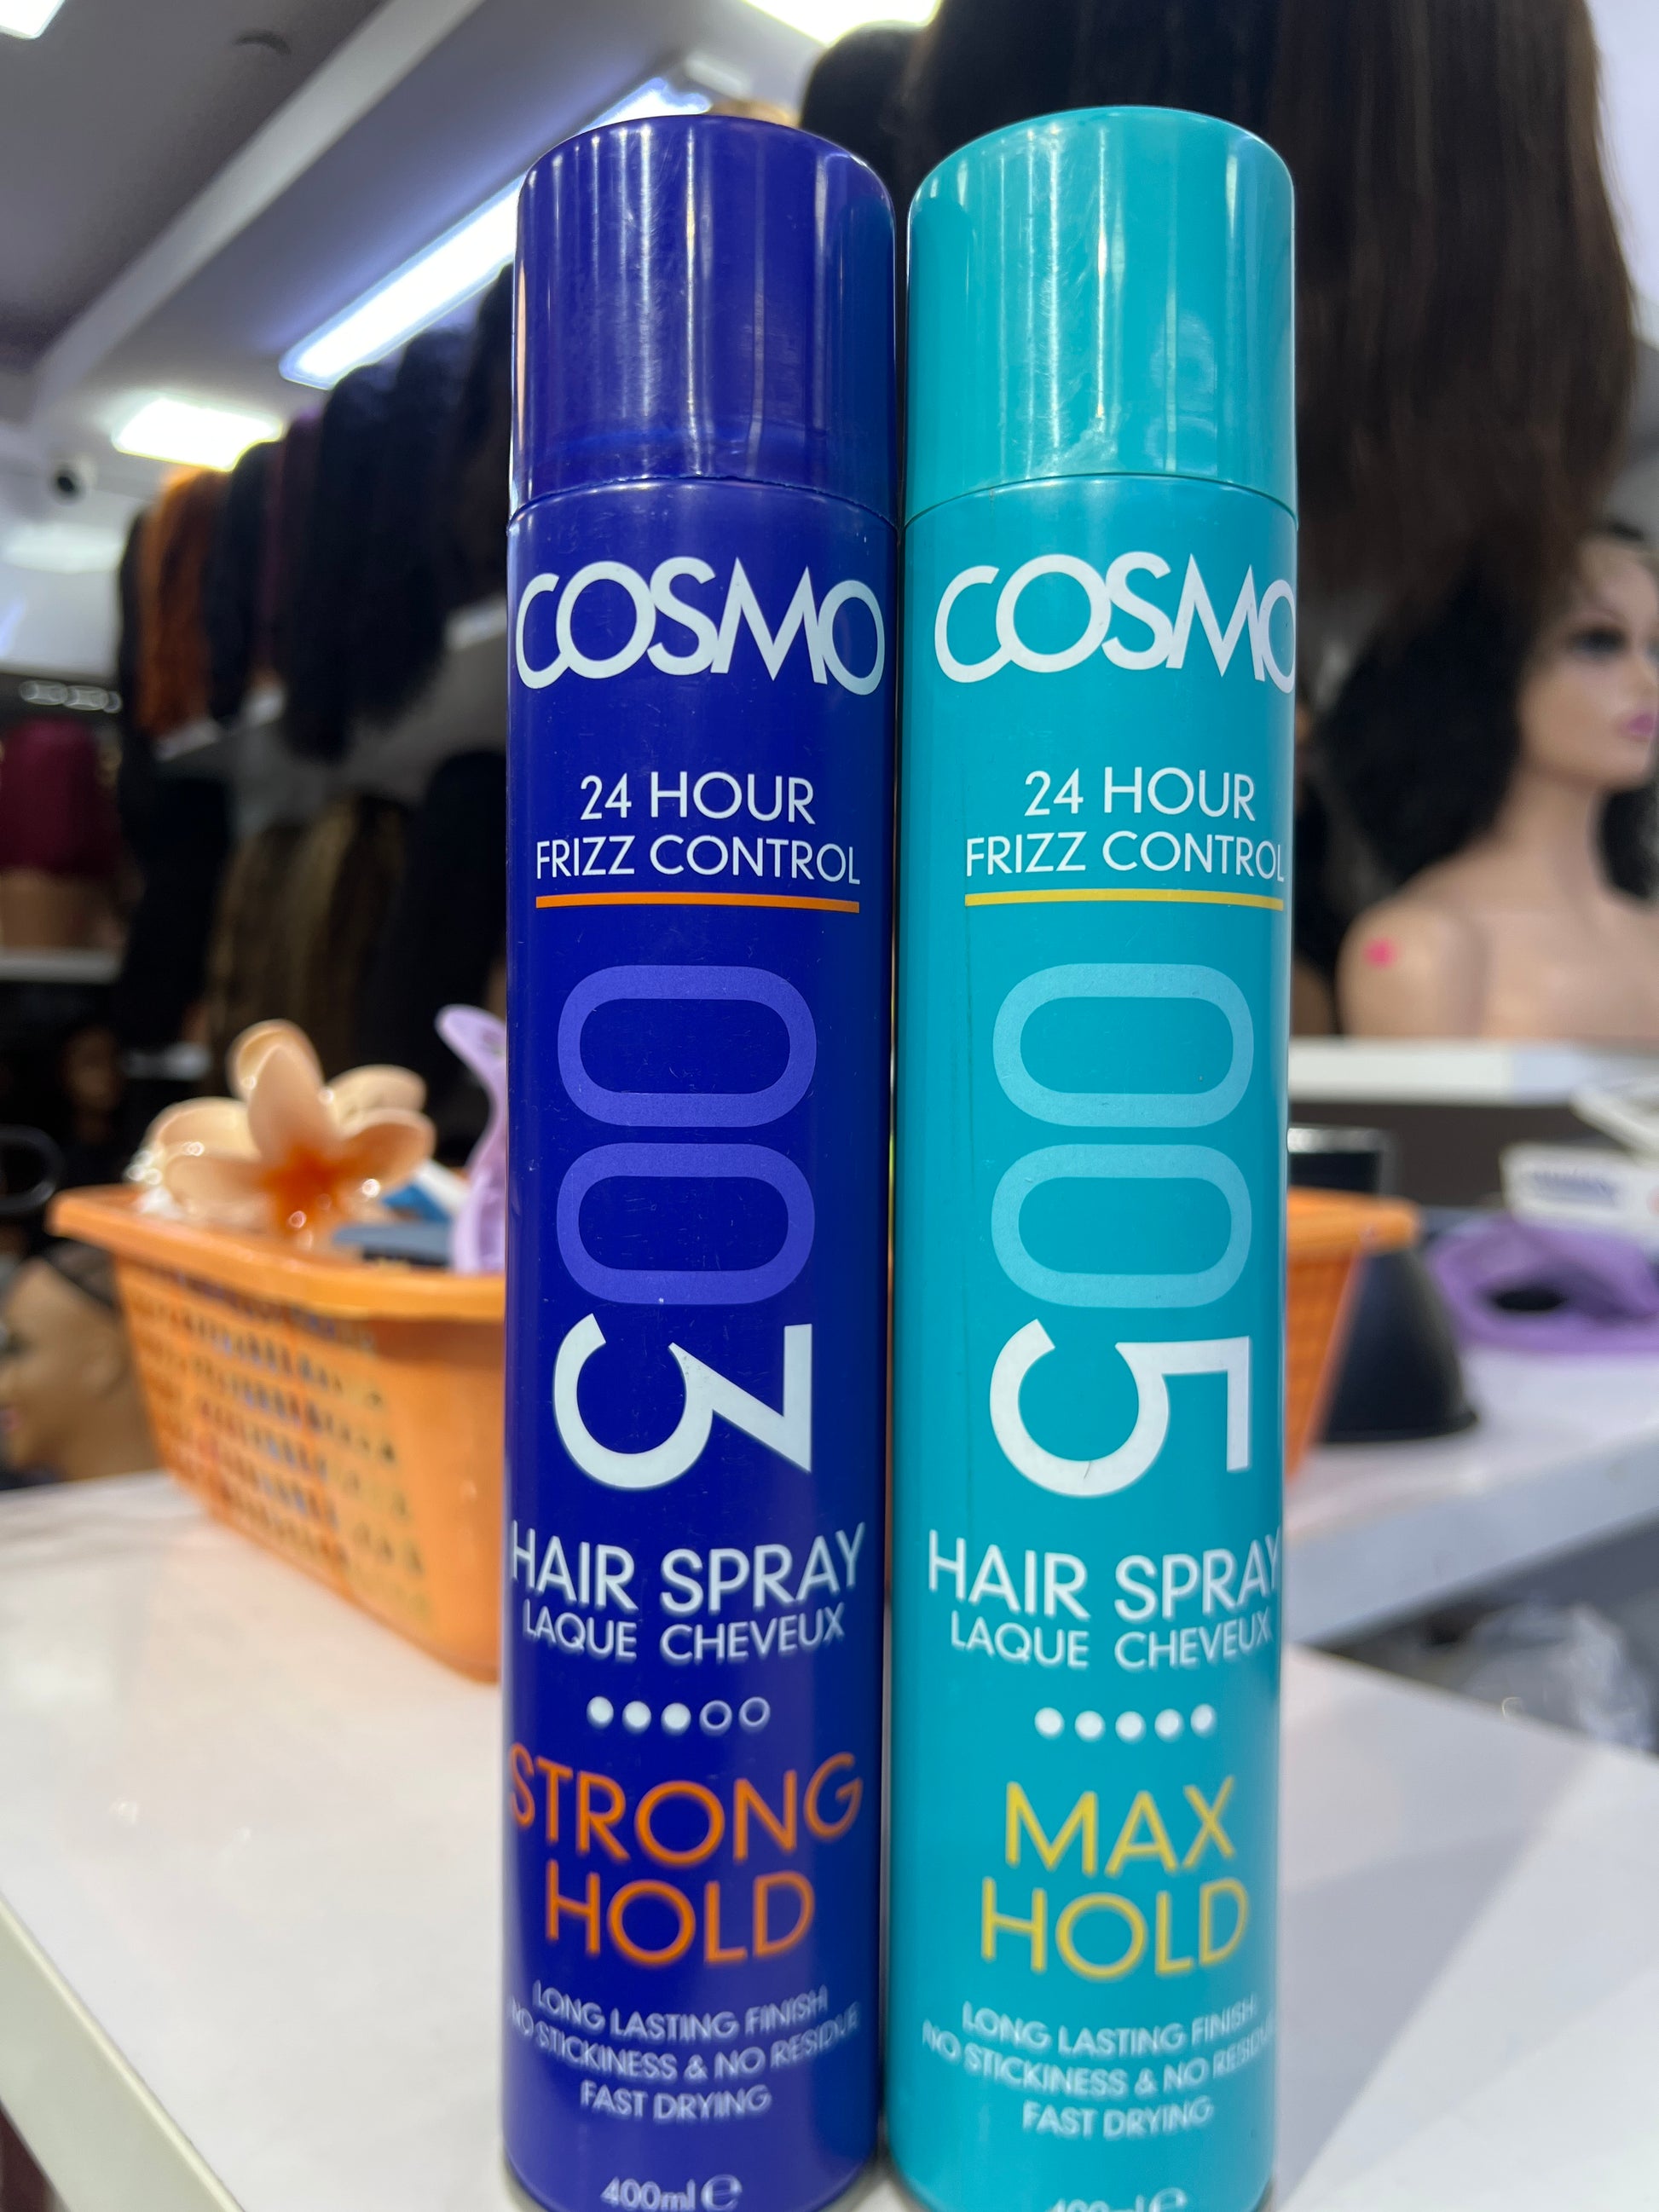 COSMO
24 HOUR
FRIZZ CONTROL
003
HAIR SPRAY
LAQUE CHEVEUX
STRONG
HOLD
LONG LASTING FINISH
NO STICKINESS & NO RESIDUE
FAST DRYING
400ml e
COSMO
24 HOUR
FRIZZ CONTROL
005
HAIR SPRAY
LAQUE CHEVEUX
MAX
HOLD
LONG LASTING FINISH
NO STICKINESS & NO RESIDUE
FAST DRYING
400ml e